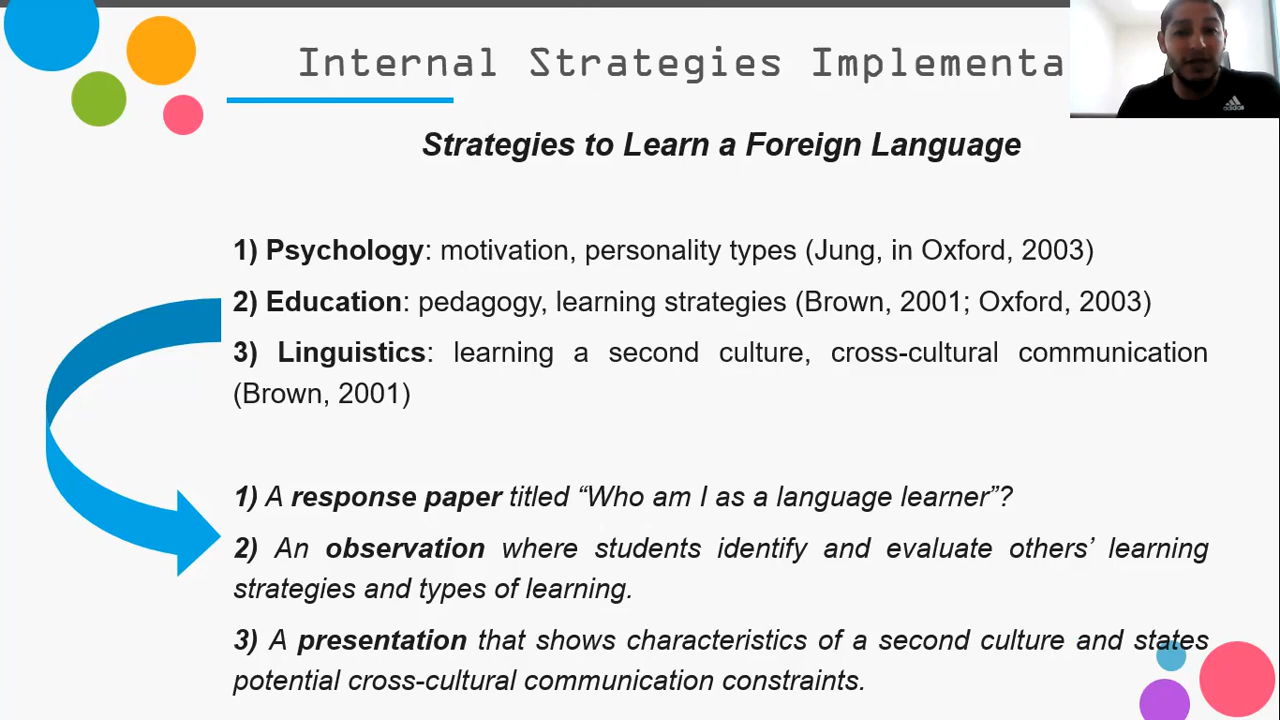 Internal Strategies Implementa
adidas
Strategies to Learn a Foreign Language
1) Psychology: motivation, personality types (Jung, in Oxford, 2003)
2) Education: pedagogy, learning strategies (Brown, 2001; Oxford, 2003)
3) Linguistics: learning a second culture, cross-cultural communication
(Brown, 2001)
1) A response paper titled “Who am I as a language learner”?
2) An observation where students identify and evaluate others’ learning
strategies and types of learning.
3) A presentation that shows characteristics of a second culture and states
potential cross-cultural communication constraints.